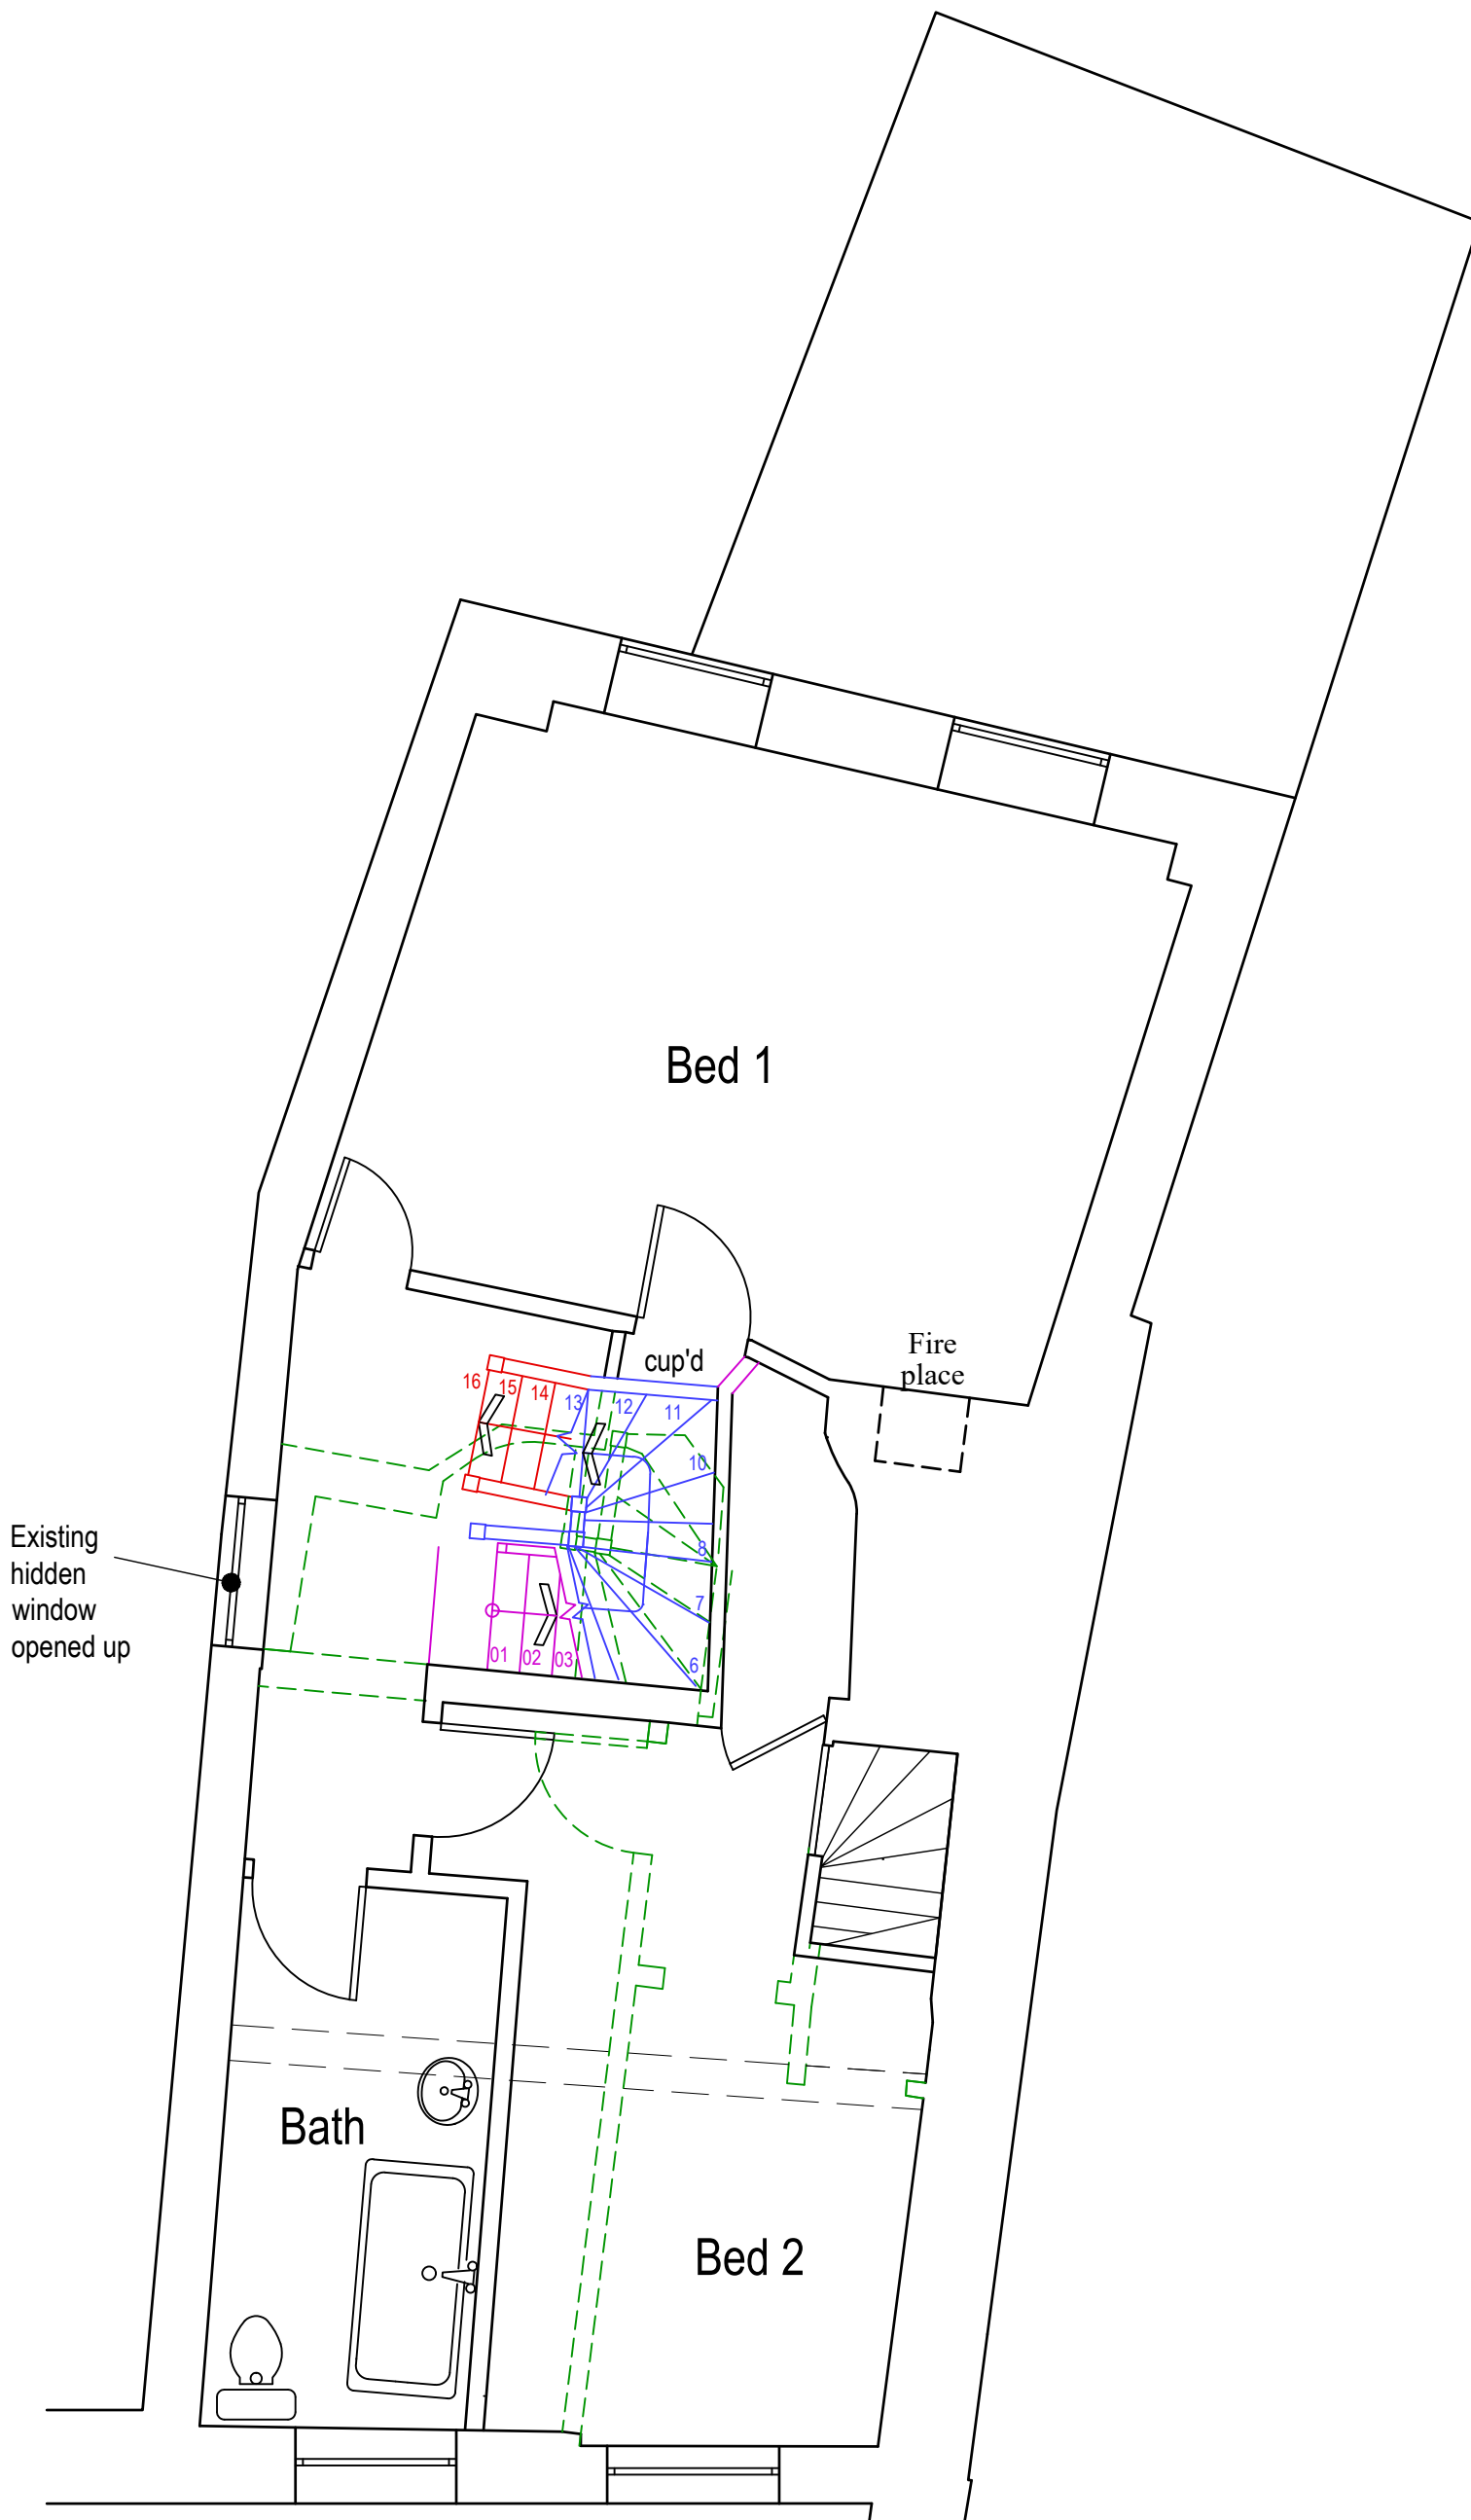 Bed 1
Fire
place
cup'd
16
15
14
13
12
11
10
8
7
6
01
02
03
Existing
hidden
window
opened up
Bath
Bed 2